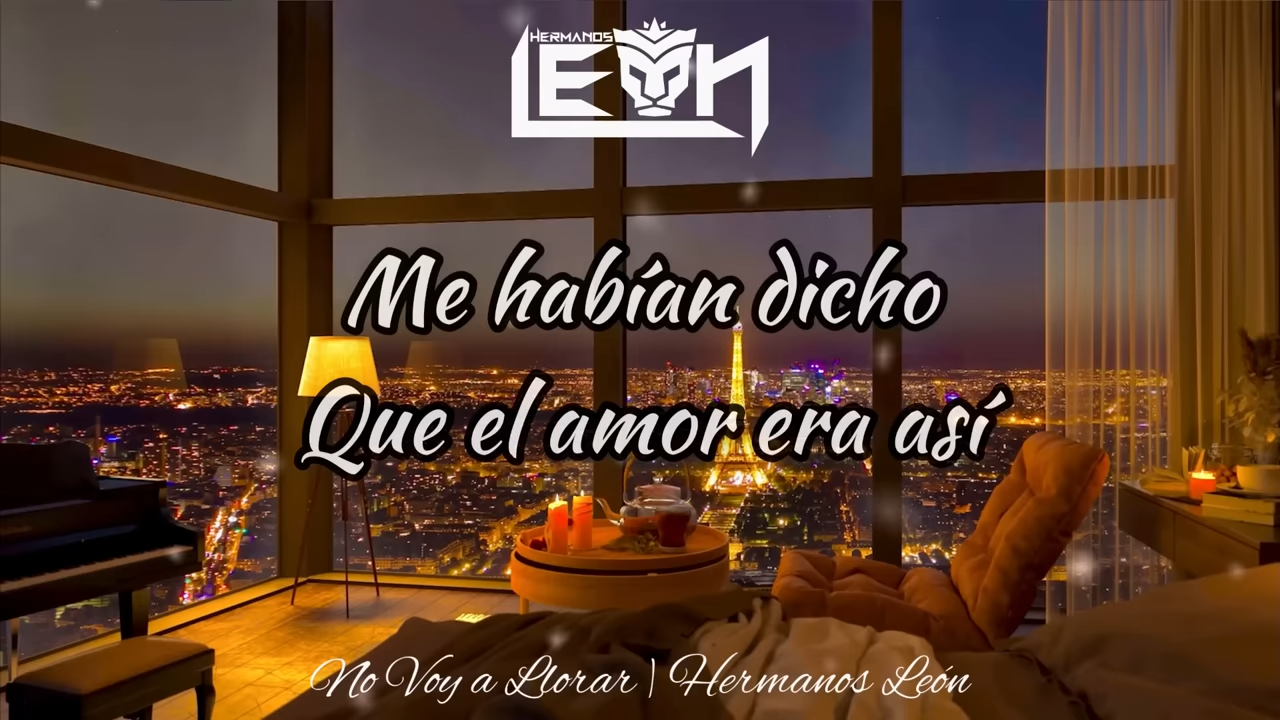 HERMANOS
LEÓN
Me habían dicho
Que el amor era así
No Voy a Llorar | Hermanos León